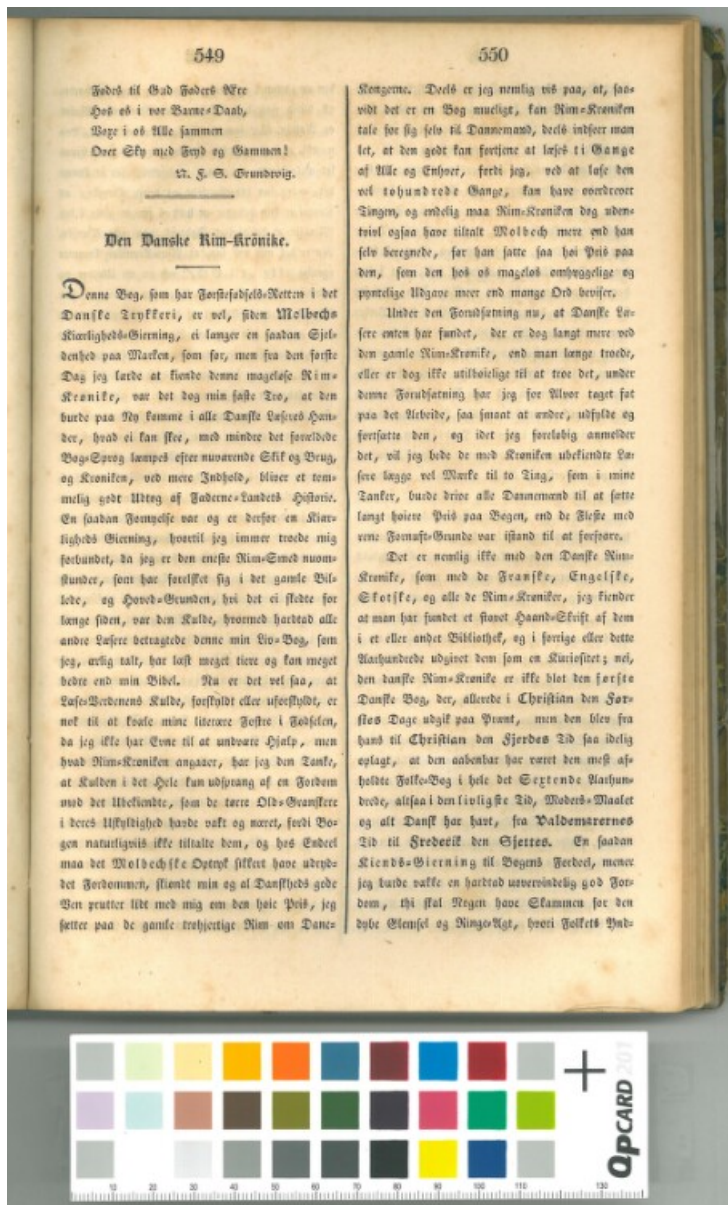 549
Fødes til Gud Faders Ære
Hos os i vor Barne-Daab,
Voxe i os Alle sammen
Over Sky med Fryd og Gammen!
N. F. S. Grundtvig.
Den Danske Rim-Krönike.
Denne Bog, som har Førstefødsels-Retten i det
Danske Trykkeri, er vel, siden Molbechs
Kiærligheds-Gierning, ei længer en saadan Sjel-
denhed paa Marken, som før, men fra den første
Dag jeg lærde at kiende denne mageløse Rim-
Krønike, var det dog min faste Tro, at den
burde paa Ny komme i alle Danske Læseres Hæn-
der, hvad ei kan skee, med mindre det forældede
Bog-Sprog læmpes efter nuværende Skik og Brug,
og Krøniken, ved mere Indhold, bliver et tem-
melig godt Udtog af Fæderne-Landets Historie.
En saadan Fornyelse var og er derfor en Kiær-
ligheds Gierning, hvortil jeg immer troede mig
forbundet, da jeg er den eneste Rim-Smed nuom-
stunder, som har forelsket sig i det gamle Bil-
lede, og Hoved-Grunden, hvi det ei skedte for
længe siden, var den Kulde, hvormed hardtad alle
andre Læsere betragtede denne min Liv-Bog, som
jeg, ærlig talt, har læst meget tiere og kan meget
bedre end min Bibel. Nu er det vel saa, at
Læse-Verdenens Kulde, forskyldt eller uforskyldt, er
nok til at kvæle mine literære Fostre i Fødselen,
da jeg ikke har Evne til at undvære Hjelp, men
hvad Rim-Krøniken angaaer, har jeg den Tanke,
at Kulden i det Hele kun udsprang af en Fordom
mod det Ubekiendte, som de tørre Old-Granskere
i deres Uskyldighed havde vakt og næret, fordi Bo-
gen naturligviis ikke tiltalte dem, og hos Endeel
maa det Molbechske Optryk sikkert have udryd-
det Fordommen, skiøndt min og al Danskheds gode
Ven prutter lidt med mig om den høie Pris, jeg
sætter paa de gamle trohjertige Rim om Dane-
550
Kongerne. Deels er jeg nemlig vis paa, at, saa-
vidt det er en Bog mueligt, kan Rim-Krøniken
tale for sig selv til Dannemænd, deels indseer man
let, at den godt kan fortjene at læses ti Gange
af Alle og Enhver, fordi jeg, ved at læse den
vel tohundrede Gange, kan have overdrevet
Tingen, og endelig maa Rim-Krøniken dog uden-
tvivl ogsaa have tiltalt Molbech mere end han
selv beregnede, før han satte saa høi Pris paa
den, som den hos os mageløs omhyggelige og
pyntelige Udgave meer end mange Ord beviser.
Under den Forudsætning nu, at Danske Læ-
sere enten har fundet, der er dog langt mere ved
den gamle Rim-Krønike, end man længe troede,
eller er dog ikke utilbøielige til at troe det, under
denne Forudsætning har jeg for Alvor taget fat
paa det Arbeide, saa smaat at ændre, udfylde og
fortsætte den, og idet jeg foreløbig anmelder
det, vil jeg bede de med Krøniken ubekiendte Læ-
sere lægge vel Mærke til to Ting, som i mine
Tanker, burde drive alle Dannemænd til at sætte
langt høiere Pris paa Bogen, end de Fleste med
rene Fornuft-Grunde var istand til at forsvare.
Det er nemlig ikke med den Danske Rim-
Krønike, som med de Franske, Engelske,
Skotske, og alle de Rim-Krøniker, jeg kiender
at man har fundet et støvet Haand-Skrift af dem
i et eller andet Bibliothek, og i forrige eller dette
Aarhundrede udgivet dem som en Kuriositet; nei,
den danske Rim-Krønike er ikke blot den første
Danske Bog, der, allerede i Christian den Før-
stes Dage udgik paa Prænt, men den blev fra
hans til Christian den Fjerdes Tid saa idelig
oplagt, at den aabenbar har været den mest af-
holdte Folke-Bog i hele det Sextende Aarhun-
drede, altsaa i den livligste Tid, Moders-Maalet
og alt Dansk har havt, fra Valdemarernes
Tid til Frederik den Sjettes. En saadan
Kiends-Gierning til Bogens Fordeel, mener
jeg burde vække en hardtad uovervindelig god For-
dom, thi skal Nogen have Skammen for den
dybe Glemsel og Ringe-Agt, hvori Folkets Ynd-
QPCARD 201
10 20 30 40 50 60 70 80 90 100 110 120 130